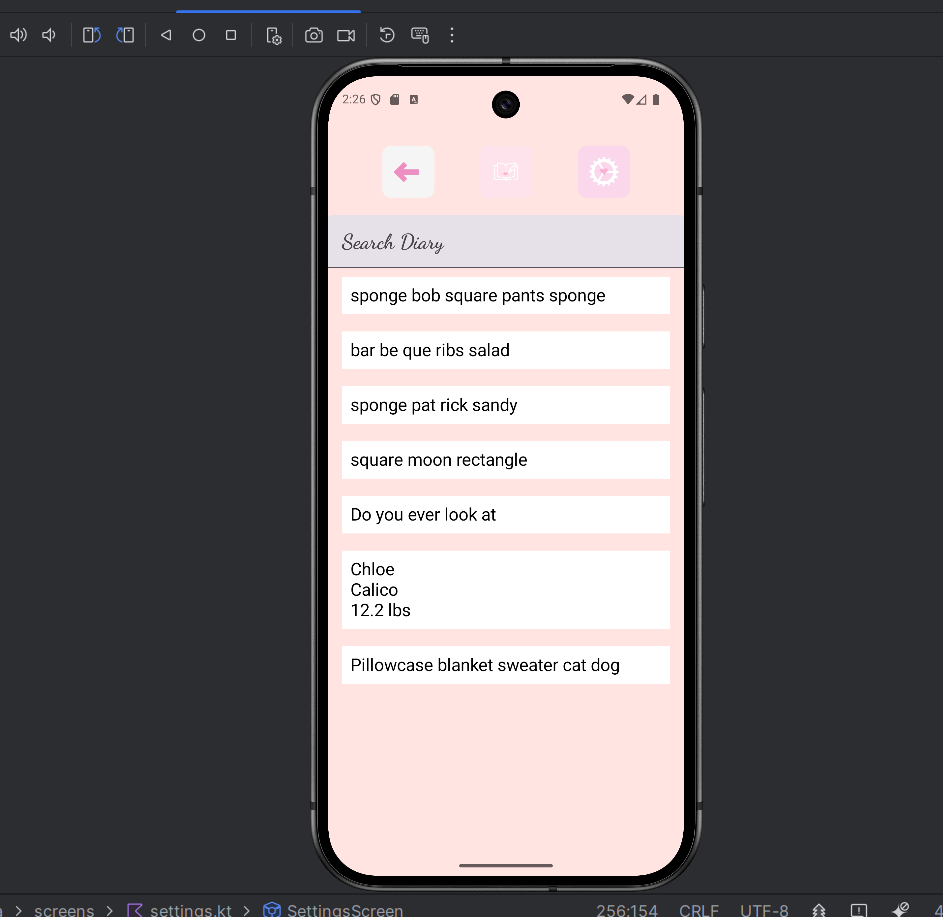 2:26
Search Diary
sponge bob square pants sponge
bar be que ribs salad
sponge pat rick sandy
square moon rectangle
Do you ever look at
Chloe
Calico
12.2 lbs
Pillowcase blanket sweater cat dog
screens > settings.kt > SettingsScreen 256:154 CRLF UTF-8